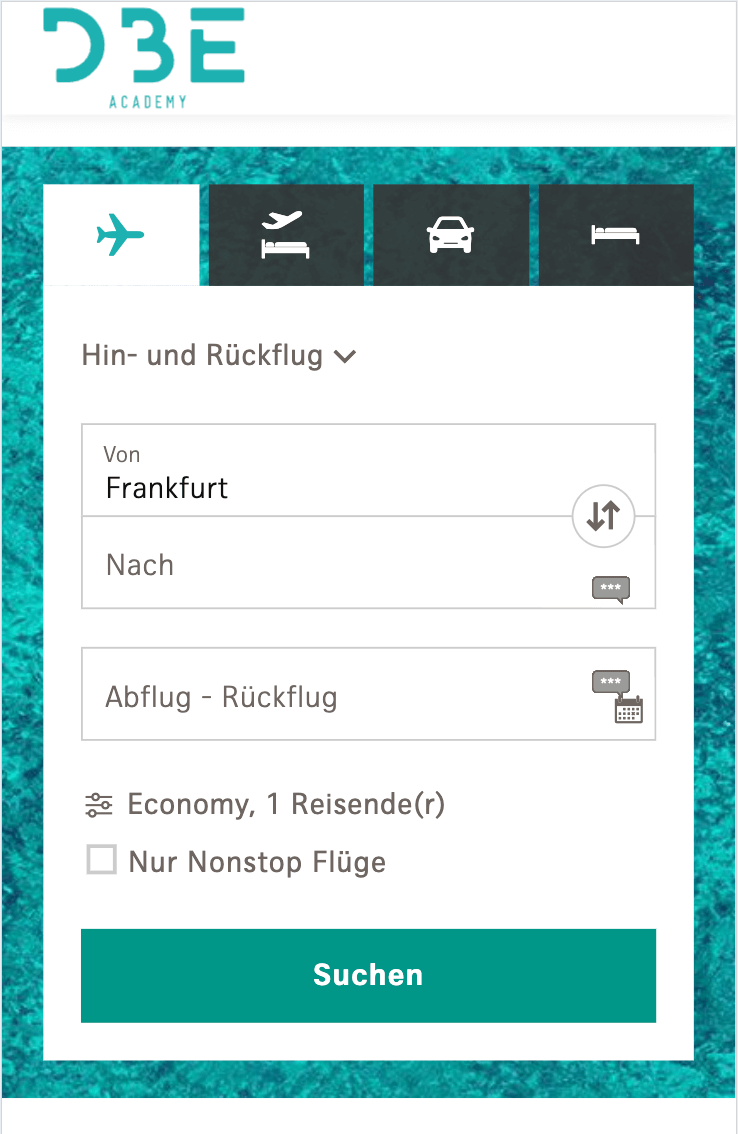 DBE
ACADEMY
Hin- und Rückflug
Von
Frankfurt
Nach
***
Abflug - Rückflug
***
Economy, 1 Reisende(r)
Nur Nonstop Flüge
Suchen